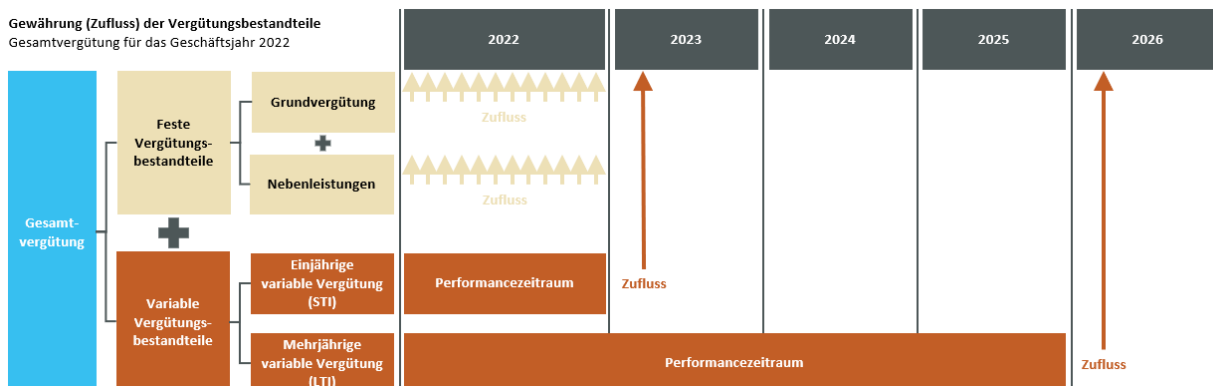 Gewährung (Zufluss) der Vergütungsbestandteile
Gesamtvergütung für das Geschäftsjahr 2022
2022
2023
2024
2025
2026
Gesamt-
vergütung
Feste
Vergütungs-
bestandteile
Grundvergütung
Zufluss
Nebenleistungen
Zufluss
Variable
Vergütungs-
bestandteile
Einjährige
variable Vergütung
(STI)
Performancezeitraum
Zufluss
Mehrjährige
variable Vergütung
(LTI)
Performancezeitraum
Zufluss